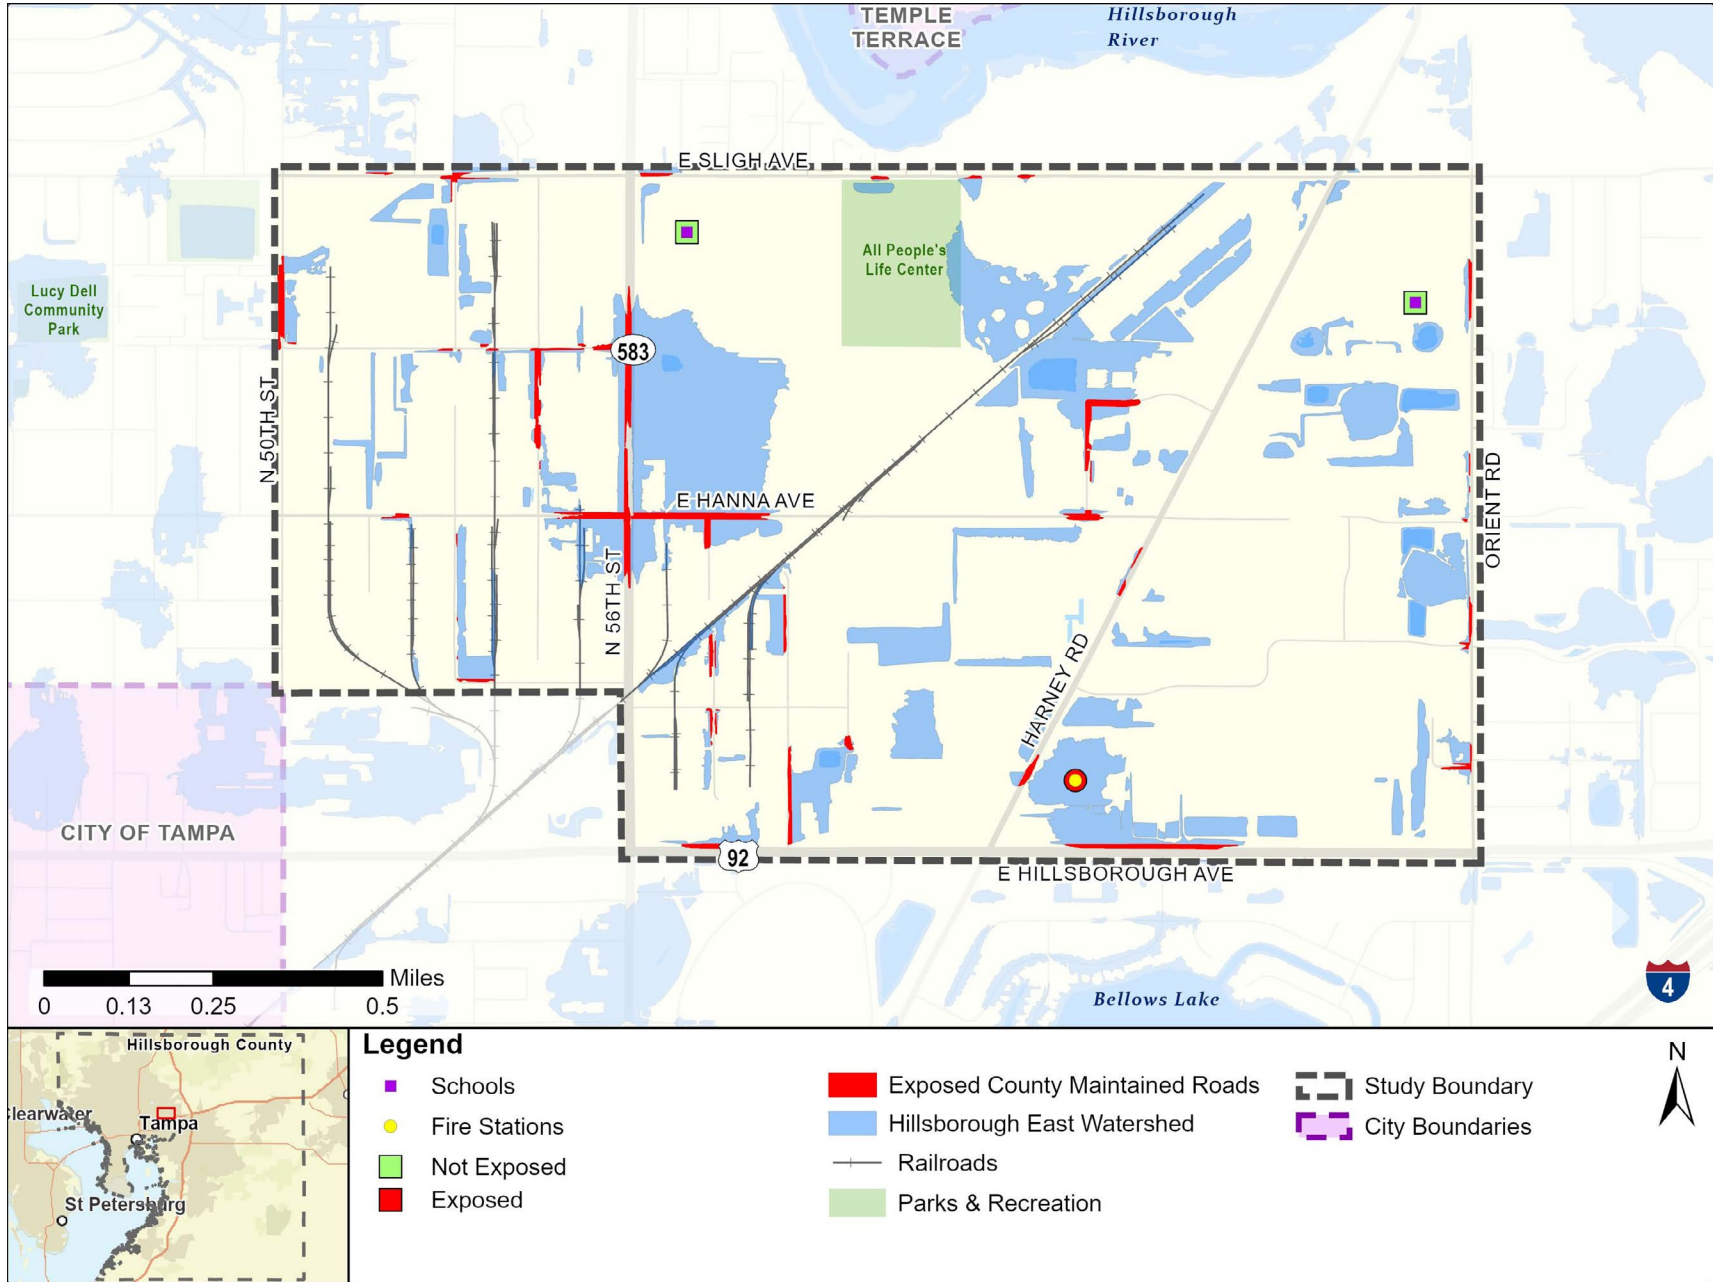 TEMPLE
TERRACE
Hillsborough
River
E SLIGH AVE
All People's
Life Center
Lucy Dell
Community
Park
583
N 50TH ST
E HANNA AVE
ORIENT RD
N 56TH ST
HARNEY RD
CITY OF TAMPA
92
E HILLSBOROUGH AVE
Miles
0 0.13 0.25 0.5
Bellows Lake
4
Hillsborough County
Clearwater
Tampa
St Petersburg
Legend
Schools
Fire Stations
Not Exposed
Exposed
Exposed County Maintained Roads
Hillsborough East Watershed
Railroads
Parks & Recreation
Study Boundary
City Boundaries
N